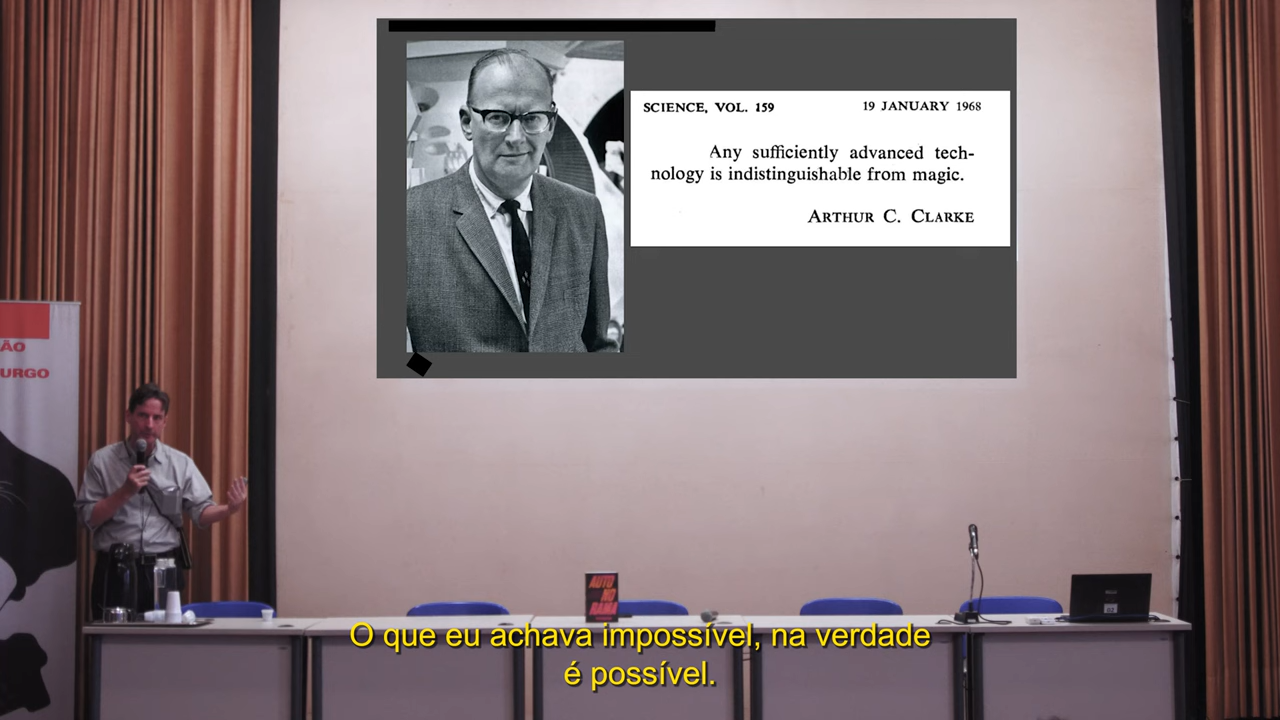 SCIENCE, VOL. 159 19 JANUARY 1968
Any sufficiently advanced tech-
nology is indistinguishable from magic.
ARTHUR C. CLARKE
ÃO
URGO
AUTO
NO
RAMA
O que eu achava impossível, na verdade
é possível.